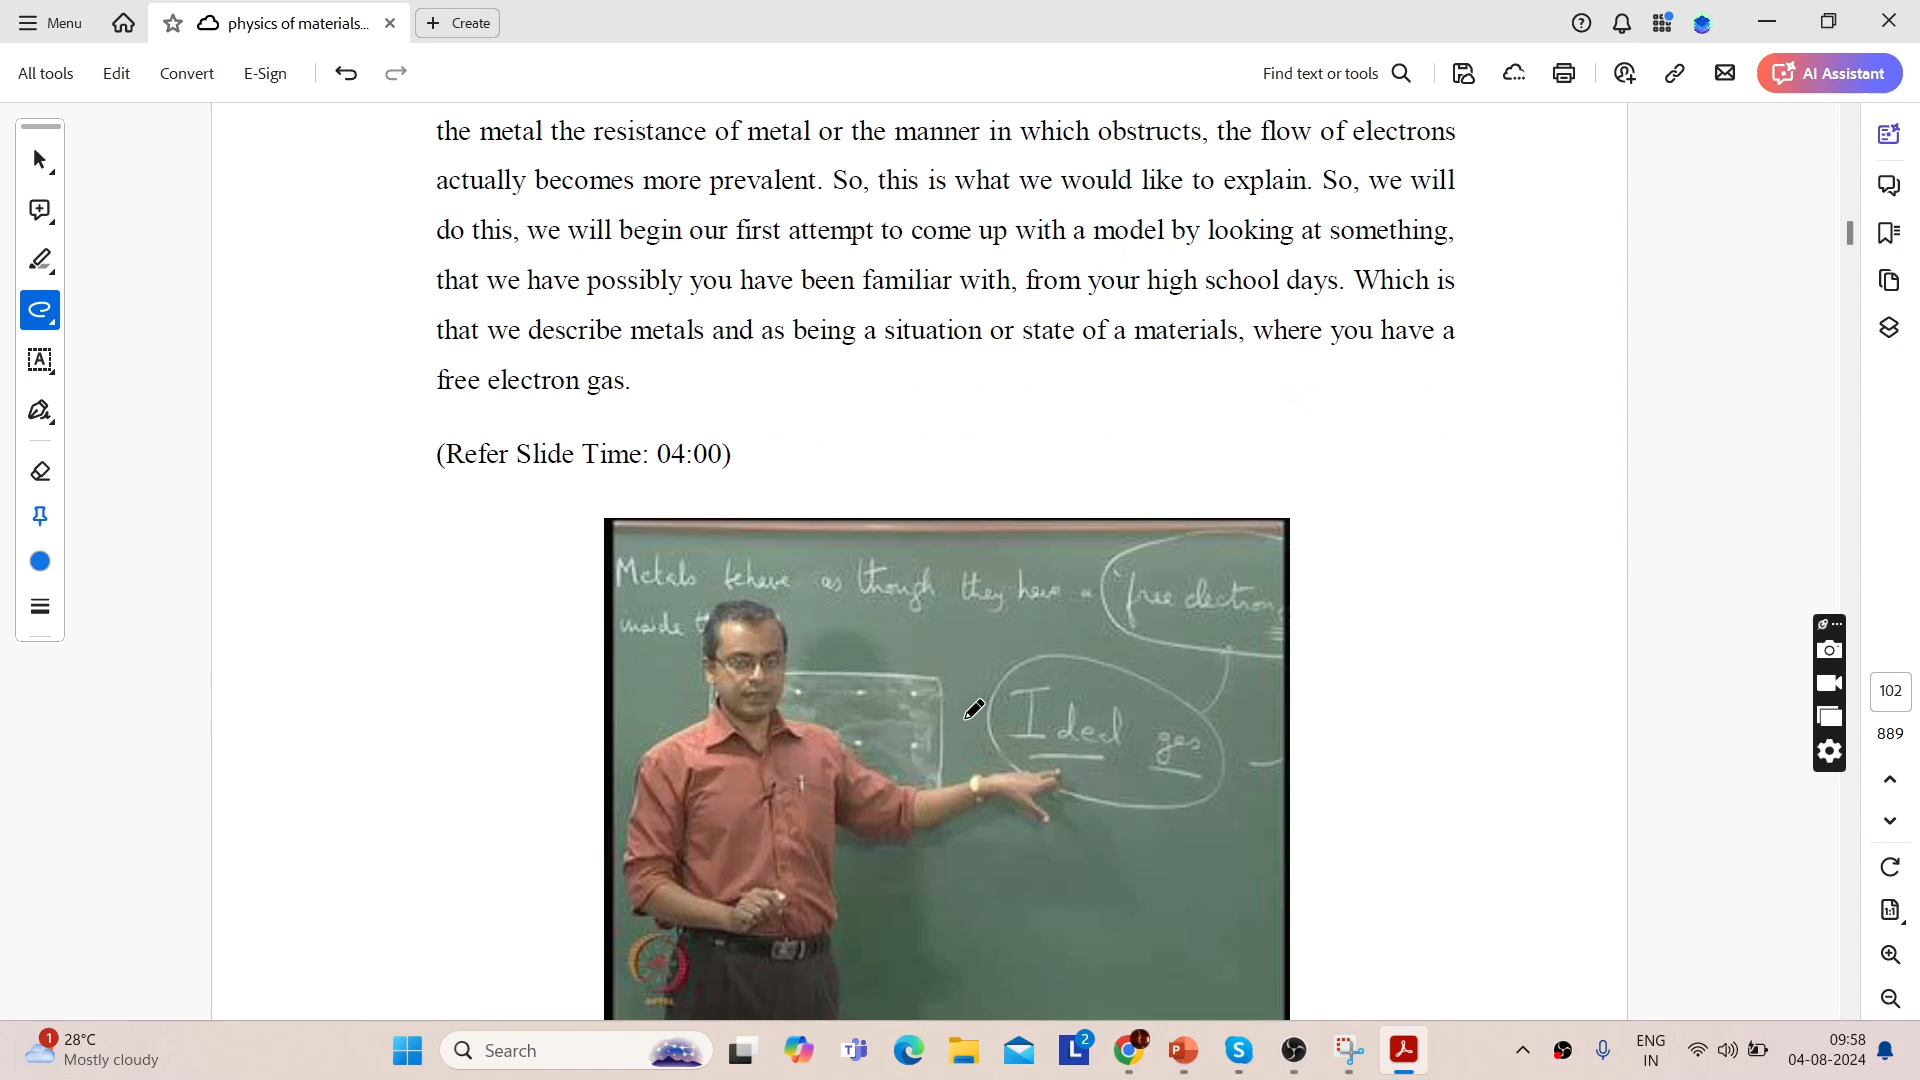 Menu
physics of materials...
Create
All tools
Edit
Convert
E-Sign
Find text or tools
AI Assistant
the metal the resistance of metal or the manner in which obstructs, the flow of electrons
actually becomes more prevalent. So, this is what we would like to explain. So, we will
do this, we will begin our first attempt to come up with a model by looking at something,
that we have possibly you have been familiar with, from your high school days. Which is
that we describe metals and as being a situation or state of a materials, where you have a
free electron gas.
(Refer Slide Time: 04:00)
Metals behave as though they have a 'free electron
inside
Ideal gas
NPTEL
102
889
1
28°C
Mostly cloudy
Search
2
ENG
IN
09:58
04-08-2024